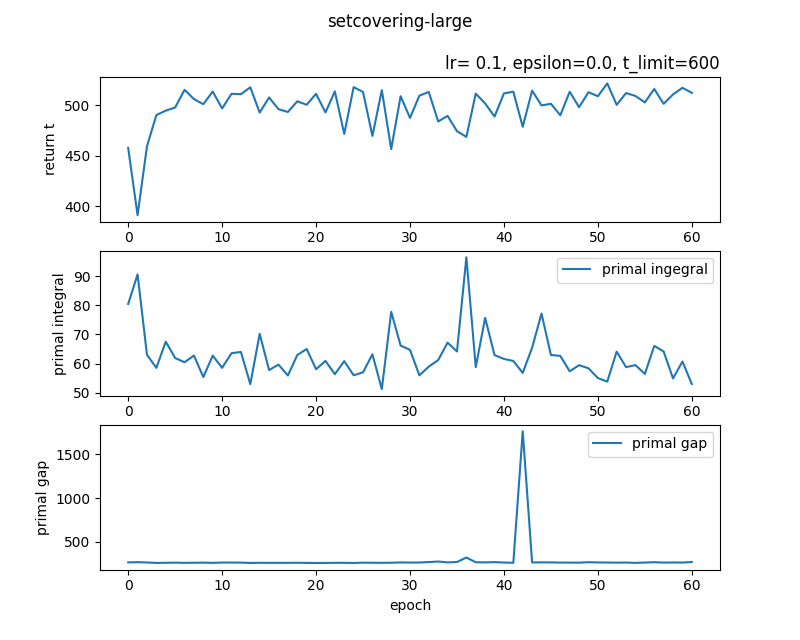 setcovering-large
lr= 0.1, epsilon=0.0, t_limit=600
return t
500
450
400
0 10 20 30 40 50 60
primal integral
90
80
70
60
50
primal ingegral
0 10 20 30 40 50 60
primal gap
1500
1000
500
primal gap
0 10 20 30 40 50 60
epoch